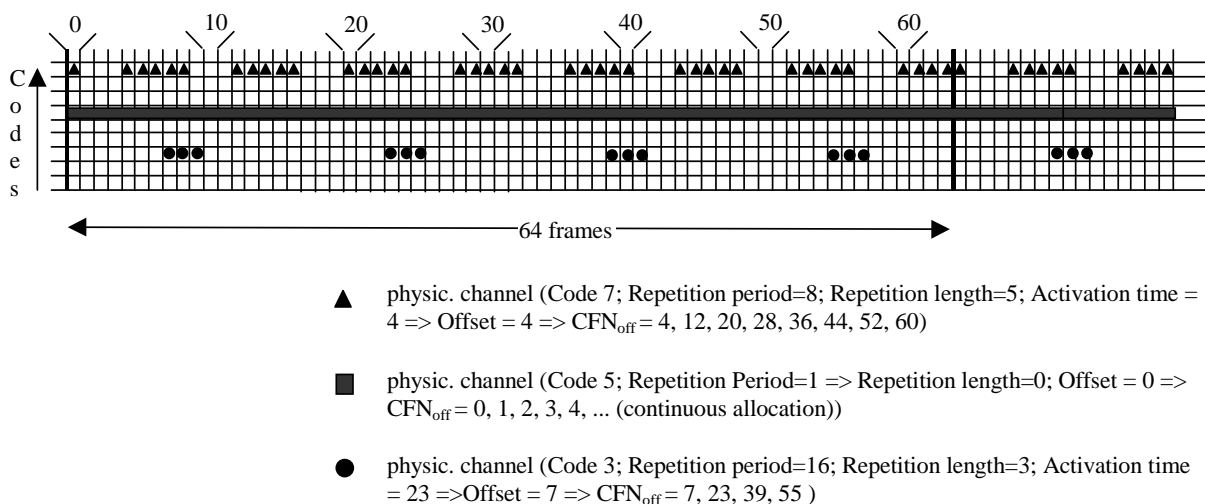 0 10 20 30 40 50 60
C
o
d
e
s
64 frames
physic. channel (Code 7; Repetition period=8; Repetition length=5; Activation time =
4 => Offset = 4 => CFNoff = 4, 12, 20, 28, 36, 44, 52, 60)
physic. channel (Code 5; Repetition Period=1 => Repetition length=0; Offset = 0 =>
CFNoff = 0, 1, 2, 3, 4, ... (continuous allocation))
physic. channel (Code 3; Repetition period=16; Repetition length=3; Activation time
= 23 =>Offset = 7 => CFNoff = 7, 23, 39, 55 )